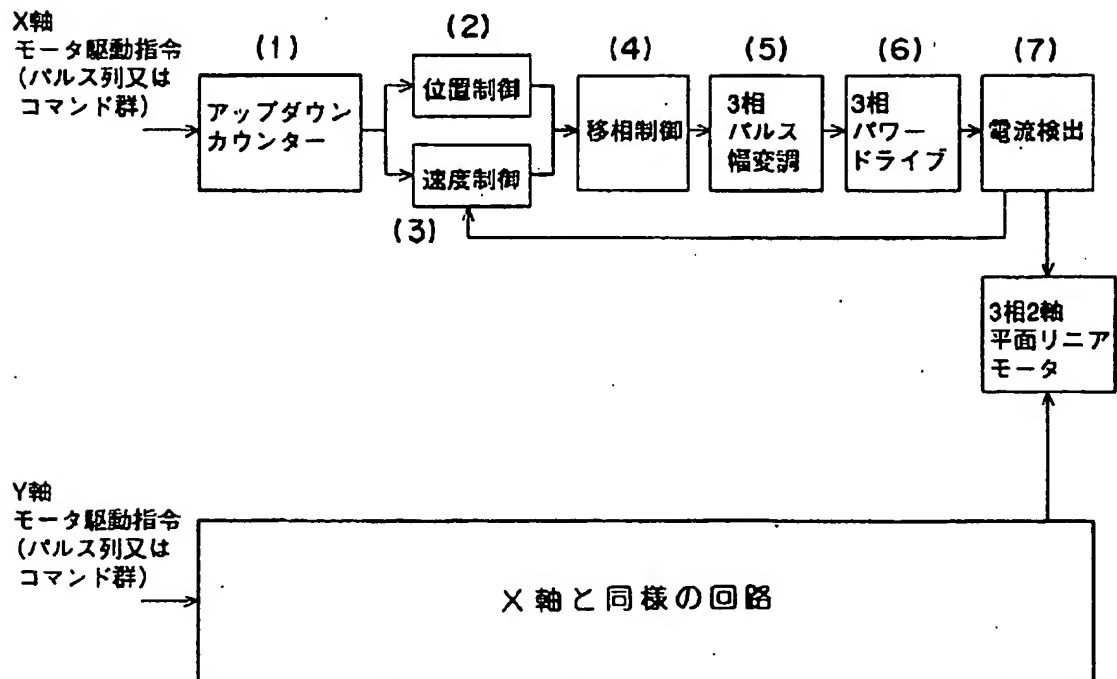 X軸
モータ駆動指令
(パルス列又は
コマンド群)
(1)
アップダウン
カウンター
(2)
位置制御
速度制御
(3)
(4)
移相制御
(5)
3相
パルス
幅変調
(6)
3相
パワー
ドライブ
(7)
電流検出
3相2軸
平面リニア
モータ
Y軸
モータ駆動指令
(パルス列又は
コマンド群)
X軸と同様の回路